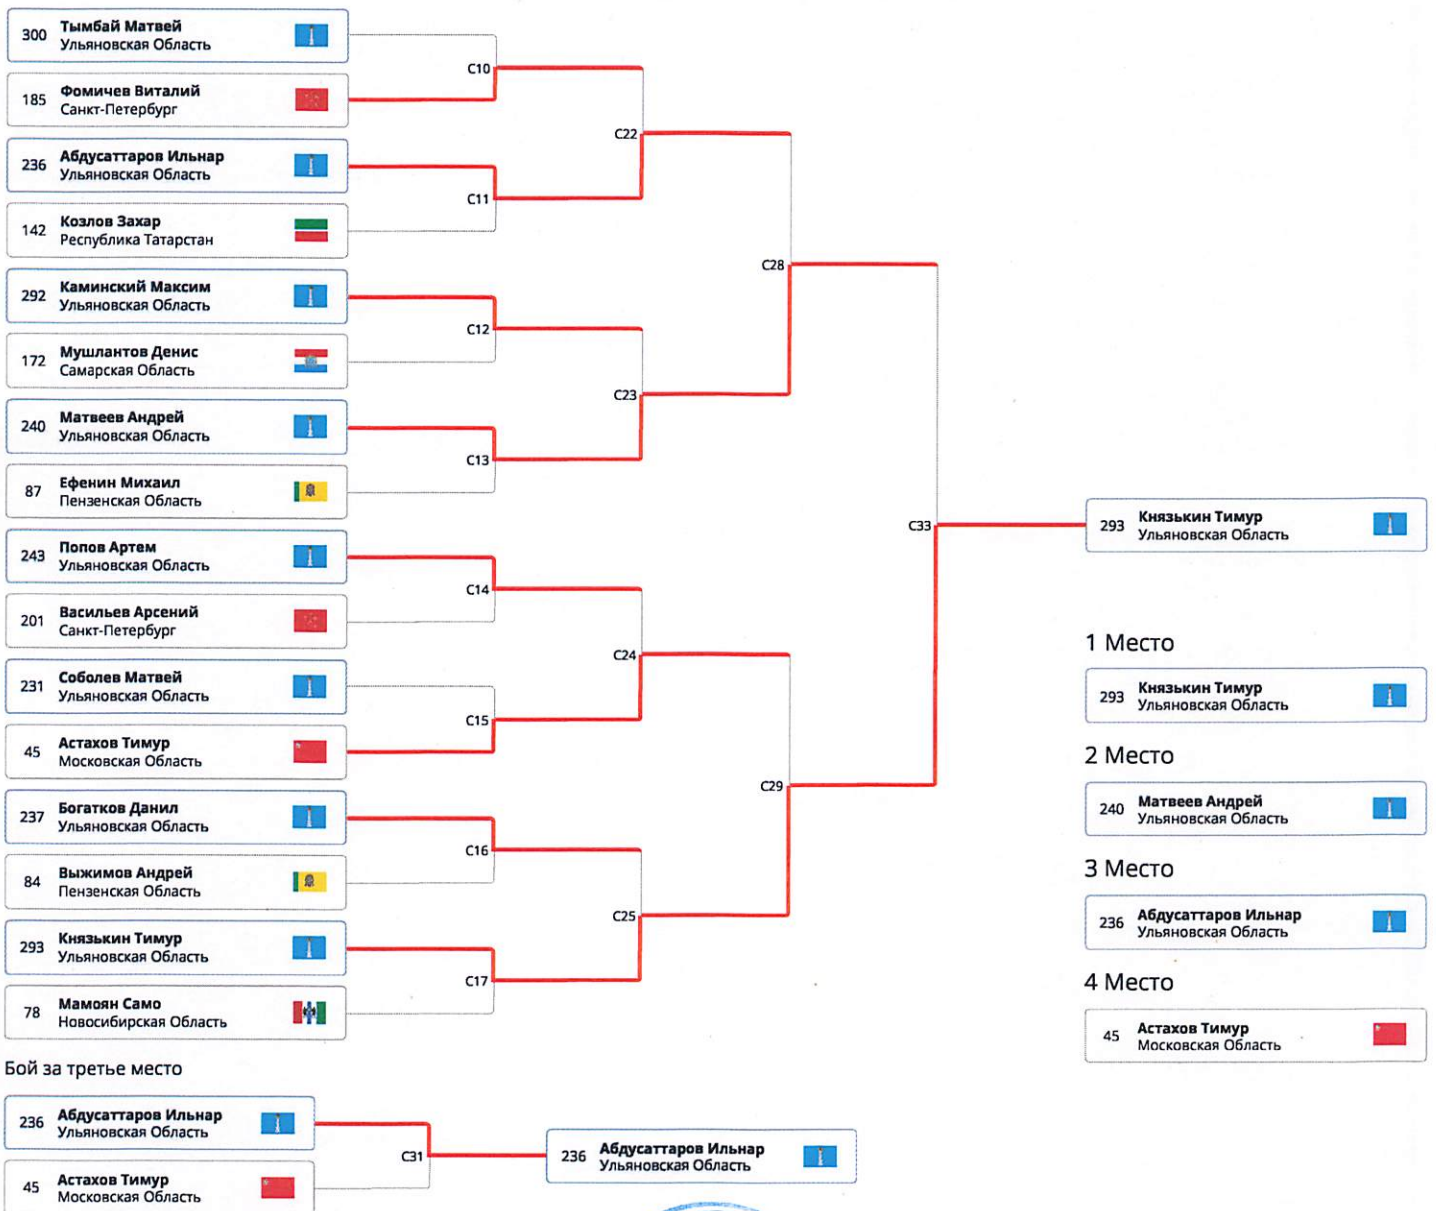 300 Тымбай Матвей
Ульяновская Область
185 Фомичев Виталий
Санкт-Петербург
236 Абдусаттаров Ильнар
Ульяновская Область
142 Козлов Захар
Республика Татарстан
292 Каминский Максим
Ульяновская Область
172 Мушлантов Денис
Самарская Область
240 Матвеев Андрей
Ульяновская Область
87 Ефенин Михаил
Пензенская Область
243 Попов Артем
Ульяновская Область
201 Васильев Арсений
Санкт-Петербург
231 Соболев Матвей
Ульяновская Область
45 Астахов Тимур
Московская Область
237 Богатков Данил
Ульяновская Область
84 Выжимов Андрей
Пензенская Область
293 Князькин Тимур
Ульяновская Область
78 Мамоян Само
Новосибирская Область
C10
C11
C12
C13
C14
C15
C16
C17
C22
C23
C24
C25
C28
C29
C33
293 Князькин Тимур
Ульяновская Область
1 Место
293 Князькин Тимур
Ульяновская Область
2 Место
240 Матвеев Андрей
Ульяновская Область
3 Место
236 Абдусаттаров Ильнар
Ульяновская Область
4 Место
45 Астахов Тимур
Московская Область
Бой за третье место
236 Абдусаттаров Ильнар
Ульяновская Область
45 Астахов Тимур
Московская Область
C31
236 Абдусаттаров Ильнар
Ульяновская Область